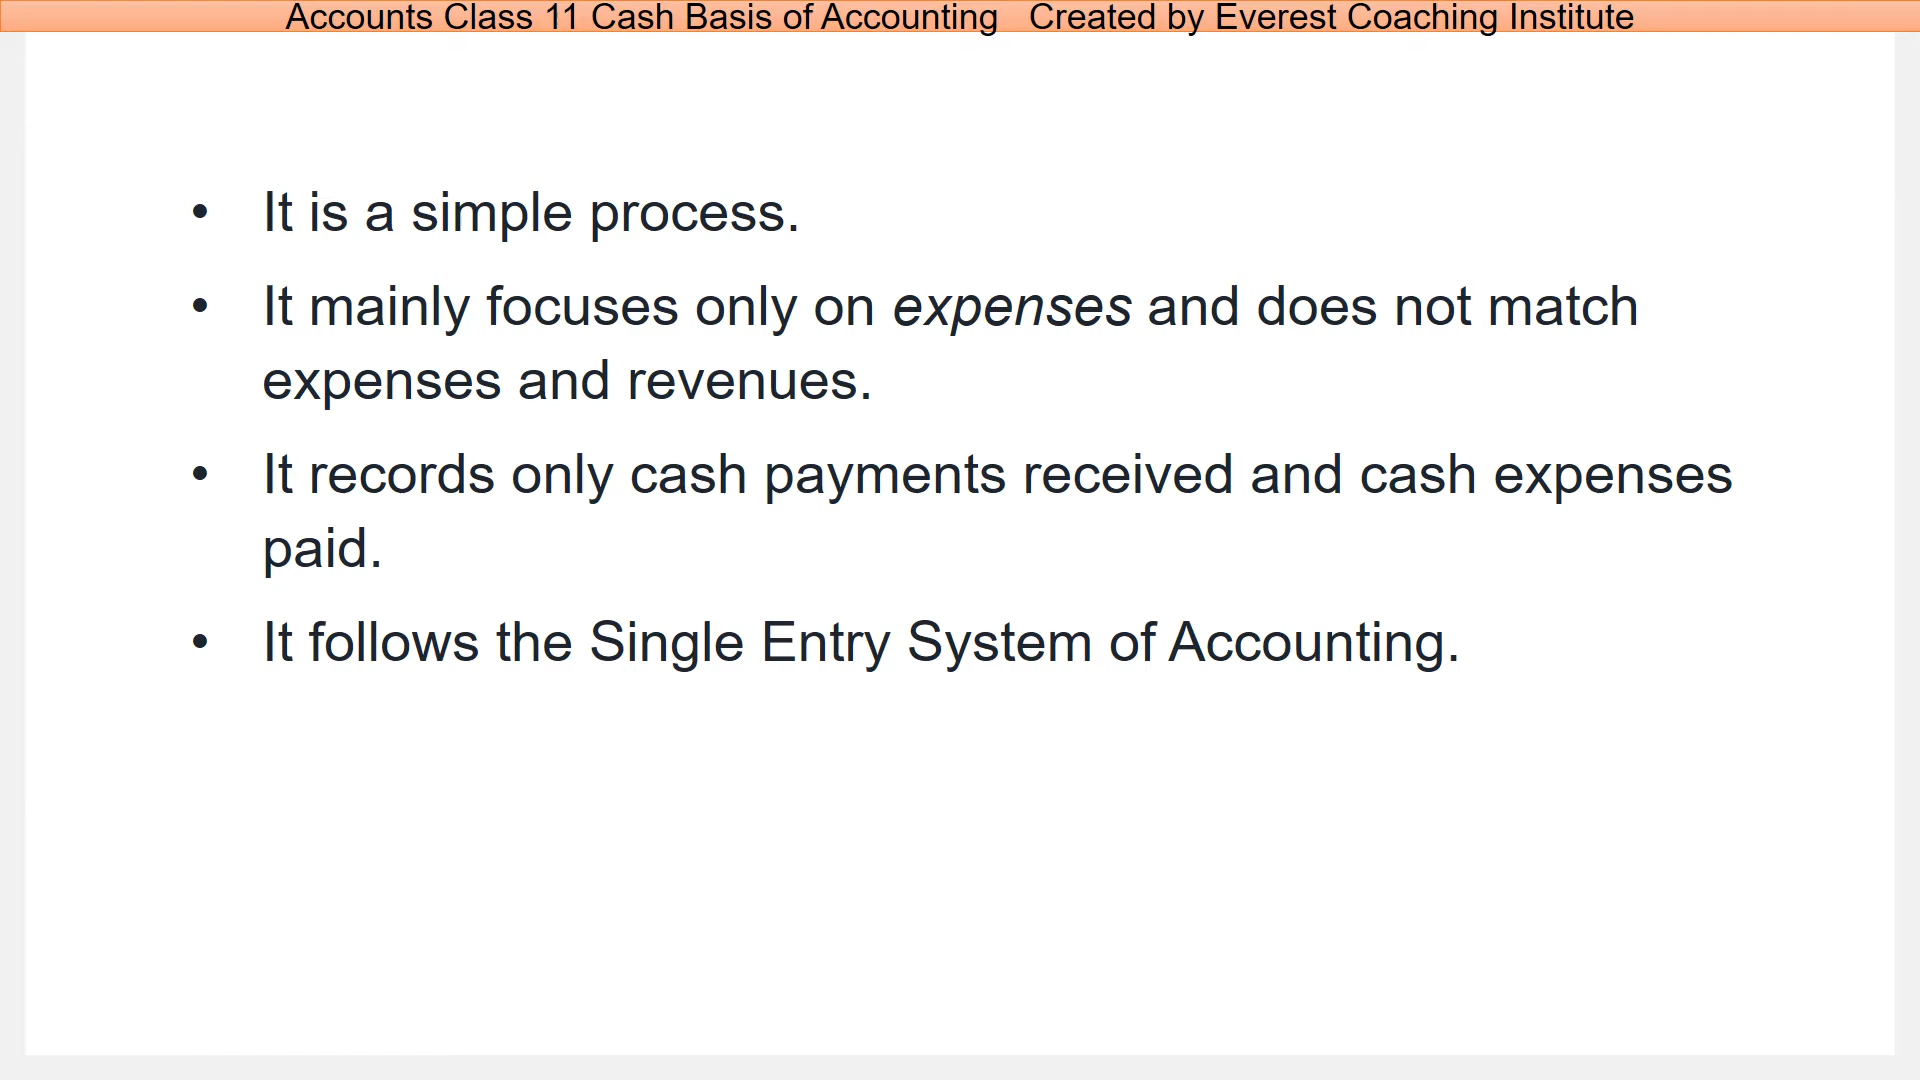 Accounts Class 11 Cash Basis of Accounting   Created by Everest Coaching Institute
• It is a simple process.
• It mainly focuses only on expenses and does not match
expenses and revenues.
• It records only cash payments received and cash expenses
paid.
• It follows the Single Entry System of Accounting.